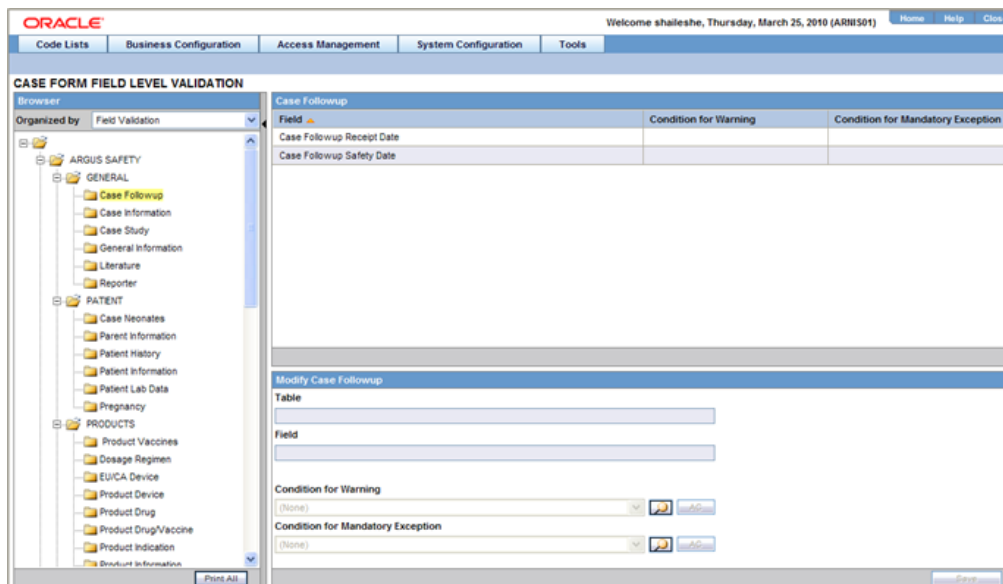 ORACLE
Welcome shaileshe, Thursday, March 25, 2010 (ARNIS01)
Home Help Clos
Code Lists Business Configuration Access Management System Configuration Tools
CASE FORM FIELD LEVEL VALIDATION
Browser
Organized by Field Validation
ARGUS SAFETY
GENERAL
Case Followup
Case Information
Case Study
General Information
Literature
Reporter
PATIENT
Case Neonates
Parent Information
Patient History
Patient Information
Patient Lab Data
Pregnancy
PRODUCTS
Product Vaccines
Dosage Regimen
EU/CA Device
Product Device
Product Drug
Product Drug/Vaccine
Product Indication
Product Information
Print All
Case Followup
Field Condition for Warning Condition for Mandatory Exception
Case Followup Receipt Date
Case Followup Safety Date
Modify Case Followup
Table
Field
Condition for Warning
(None) AC...
Condition for Mandatory Exception
(None) AC...
Save